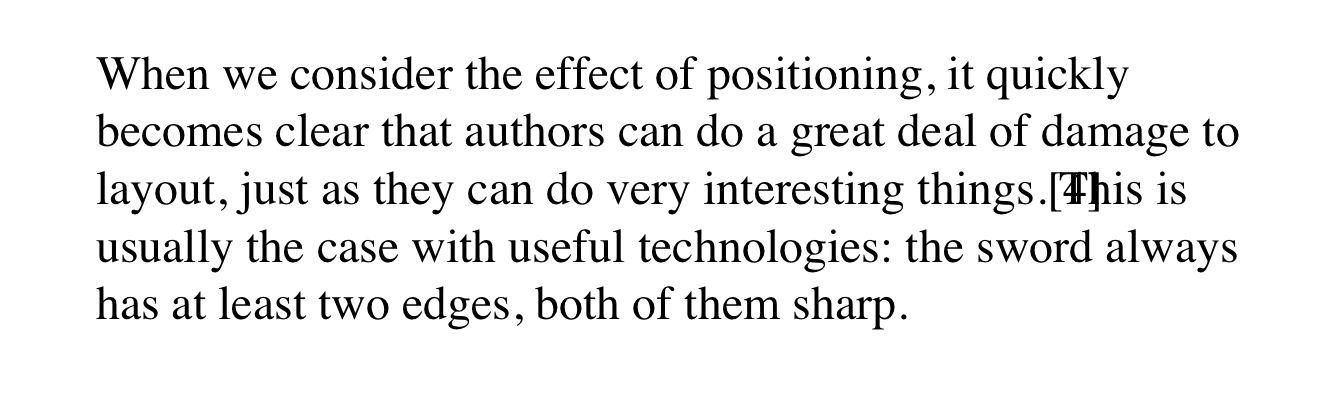 When we consider the effect of positioning, it quickly
becomes clear that authors can do a great deal of damage to
layout, just as they can do very interesting things.[4]This is
usually the case with useful technologies: the sword always
has at least two edges, both of them sharp.